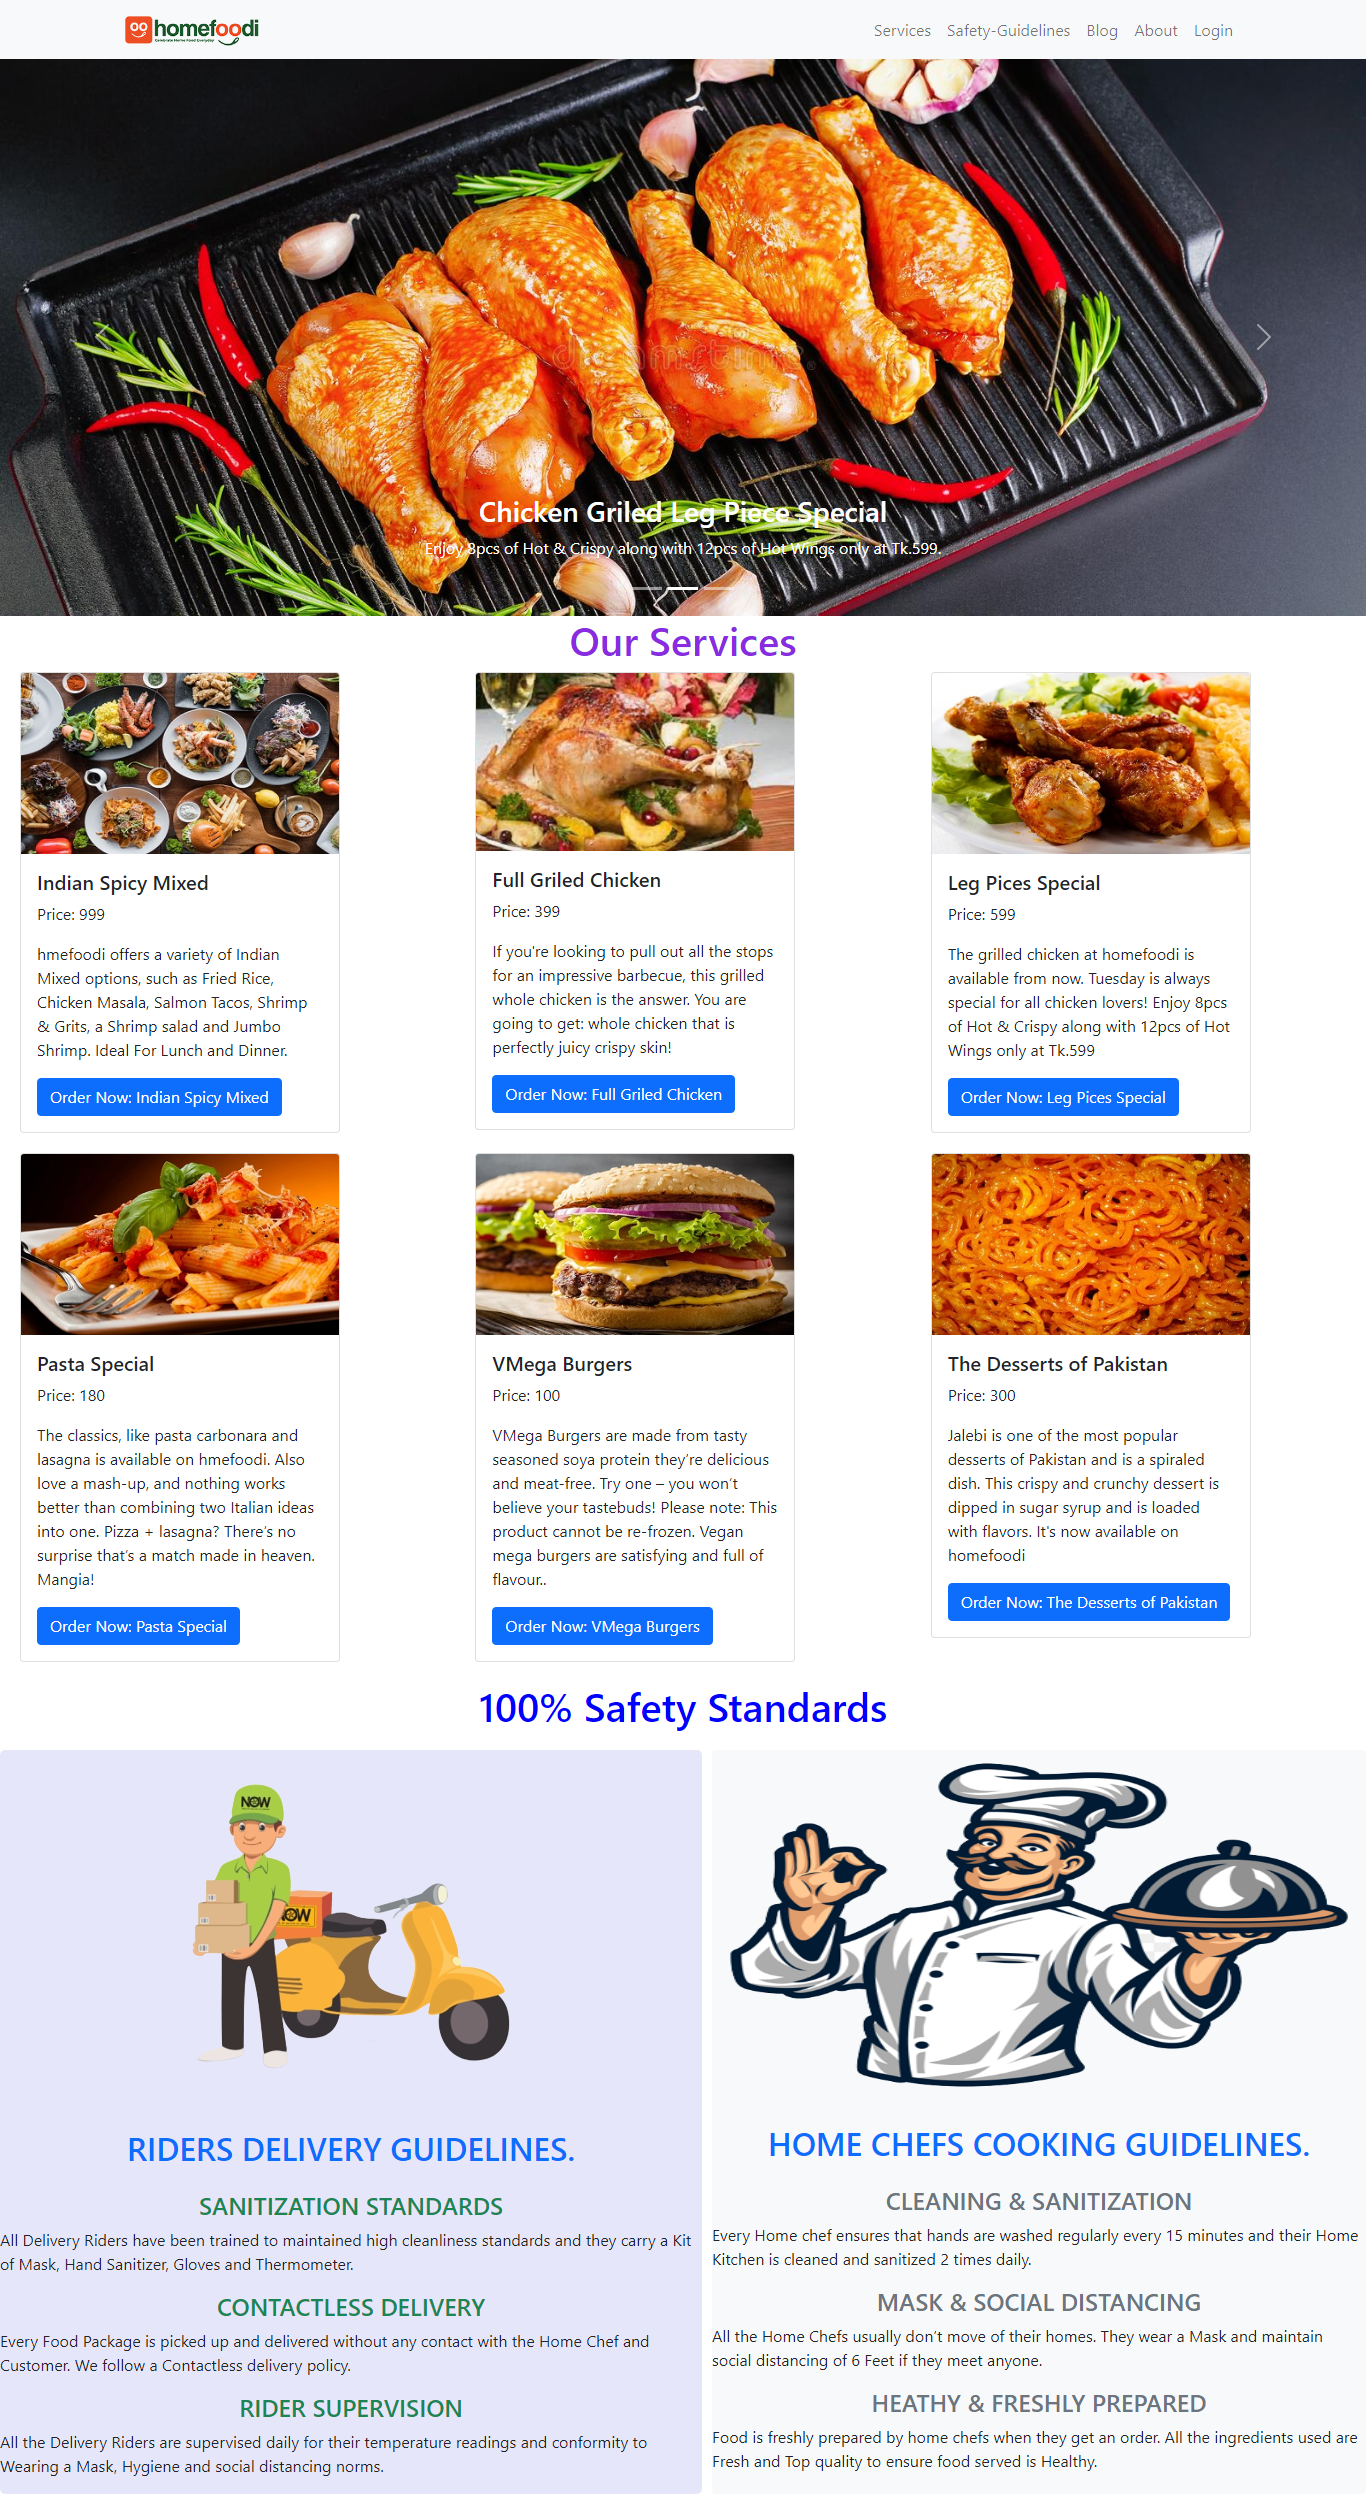 homefoodi
Celebrate Home Food Everyday
Services Safety-Guidelines Blog About Login
dreamstime.
Chicken Griled Leg Piece Special
Enjoy 8pcs of Hot & Crispy along with 12pcs of Hot Wings only at Tk.599.
Our Services
Indian Spicy Mixed
Price: 999
hmefoodi offers a variety of Indian
Mixed options, such as Fried Rice,
Chicken Masala, Salmon Tacos, Shrimp
& Grits, a Shrimp salad and Jumbo
Shrimp. Ideal For Lunch and Dinner.
Order Now: Indian Spicy Mixed
Full Griled Chicken
Price: 399
If you're looking to pull out all the stops
for an impressive barbecue, this grilled
whole chicken is the answer. You are
going to get: whole chicken that is
perfectly juicy crispy skin!
Order Now: Full Griled Chicken
Leg Pices Special
Price: 599
The grilled chicken at homefoodi is
available from now. Tuesday is always
special for all chicken lovers! Enjoy 8pcs
of Hot & Crispy along with 12pcs of Hot
Wings only at Tk.599
Order Now: Leg Pices Special
Pasta Special
Price: 180
The classics, like pasta carbonara and
lasagna is available on hmefoodi. Also
love a mash-up, and nothing works
better than combining two Italian ideas
into one. Pizza + lasagna? There's no
surprise that's a match made in heaven.
Mangia!
Order Now: Pasta Special
VMega Burgers
Price: 100
VMega Burgers are made from tasty
seasoned soya protein they're delicious
and meat-free. Try one – you won't
believe your tastebuds! Please note: This
product cannot be re-frozen. Vegan
mega burgers are satisfying and full of
flavour..
Order Now: VMega Burgers
The Desserts of Pakistan
Price: 300
Jalebi is one of the most popular
desserts of Pakistan and is a spiraled
dish. This crispy and crunchy dessert is
dipped in sugar syrup and is loaded
with flavors. It's now available on
homefoodi
Order Now: The Desserts of Pakistan
100% Safety Standards
NOW
NOW
RIDERS DELIVERY GUIDELINES.
SANITIZATION STANDARDS
All Delivery Riders have been trained to maintained high cleanliness standards and they carry a Kit
of Mask, Hand Sanitizer, Gloves and Thermometer.
CONTACTLESS DELIVERY
Every Food Package is picked up and delivered without any contact with the Home Chef and
Customer. We follow a Contactless delivery policy.
RIDER SUPERVISION
All the Delivery Riders are supervised daily for their temperature readings and conformity to
Wearing a Mask, Hygiene and social distancing norms.
HOME CHEFS COOKING GUIDELINES.
CLEANING & SANITIZATION
Every Home chef ensures that hands are washed regularly every 15 minutes and their Home
Kitchen is cleaned and sanitized 2 times daily.
MASK & SOCIAL DISTANCING
All the Home Chefs usually don't move of their homes. They wear a Mask and maintain
social distancing of 6 Feet if they meet anyone.
HEATHY & FRESHLY PREPARED
Food is freshly prepared by home chefs when they get an order. All the ingredients used are
Fresh and Top quality to ensure food served is Healthy.